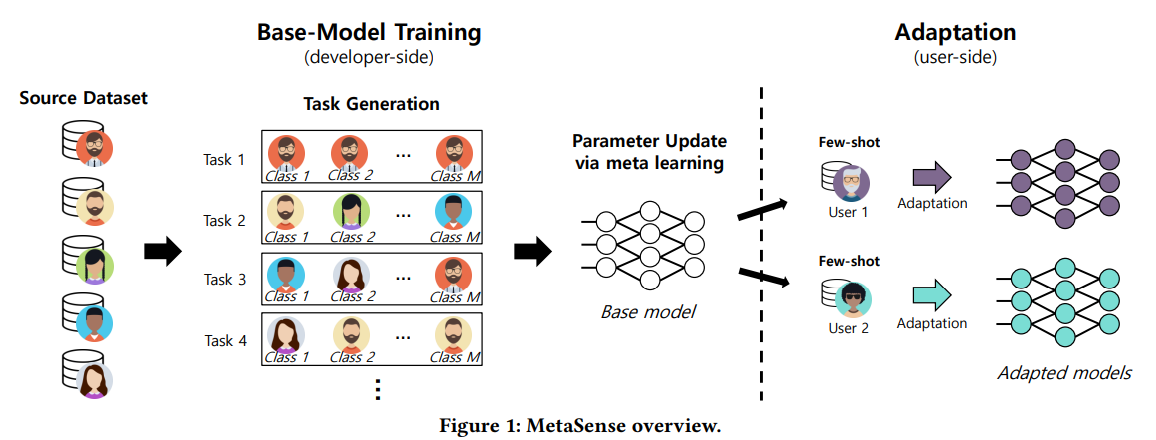 Base-Model Training
(developer-side)
Adaptation
(user-side)
Source Dataset
Task Generation
Parameter Update
via meta learning
Task 1
Class 1 Class 2 ... Class M
Task 2
Class 1 Class 2 ... Class M
Task 3
Class 1 Class 2 ... Class M
Task 4
Class 1 Class 2 ... Class M
⋮
Base model
Few-shot
User 1
Adaptation
Few-shot
User 2
Adaptation
Adapted models
Figure 1: MetaSense overview.